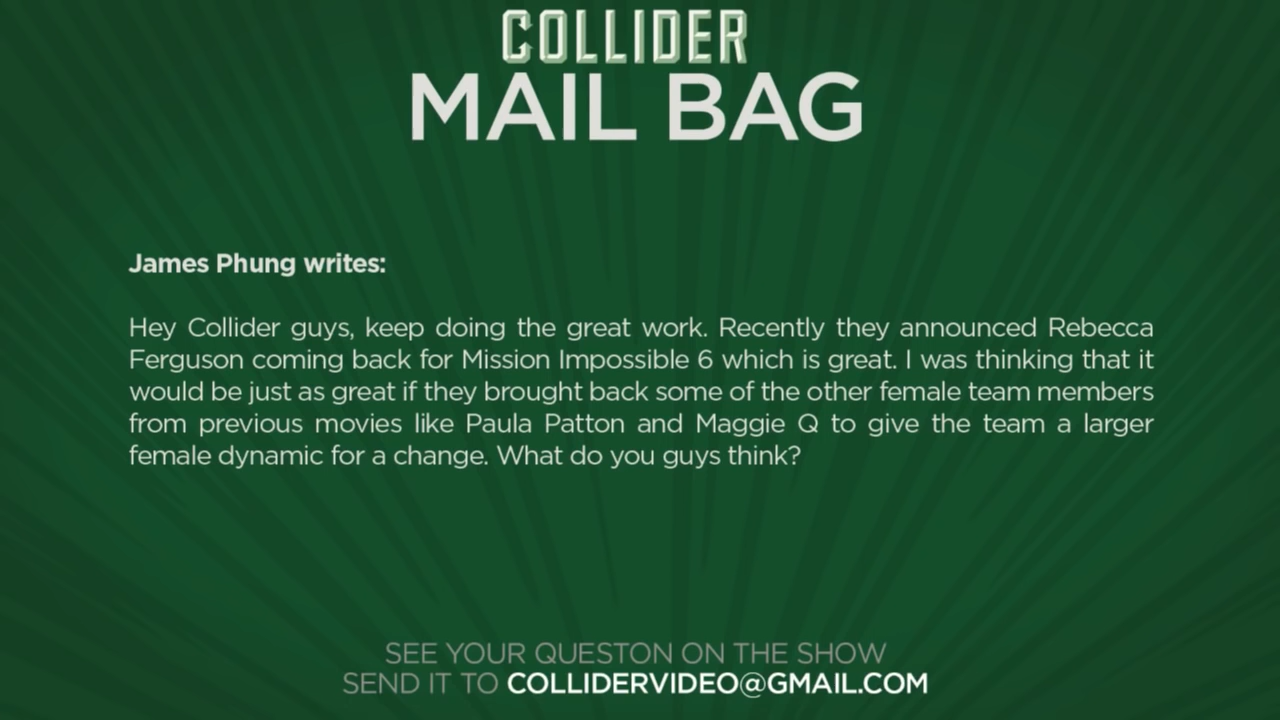 COLLIDER
MAIL BAG
James Phung writes:
Hey Collider guys, keep doing the great work. Recently they announced Rebecca
Ferguson coming back for Mission Impossible 6 which is great. I was thinking that it
would be just as great if they brought back some of the other female team members
from previous movies like Paula Patton and Maggie Q to give the team a larger
female dynamic for a change. What do you guys think?
SEE YOUR QUESTON ON THE SHOW
SEND IT TO COLLIDERVIDEO@GMAIL.COM